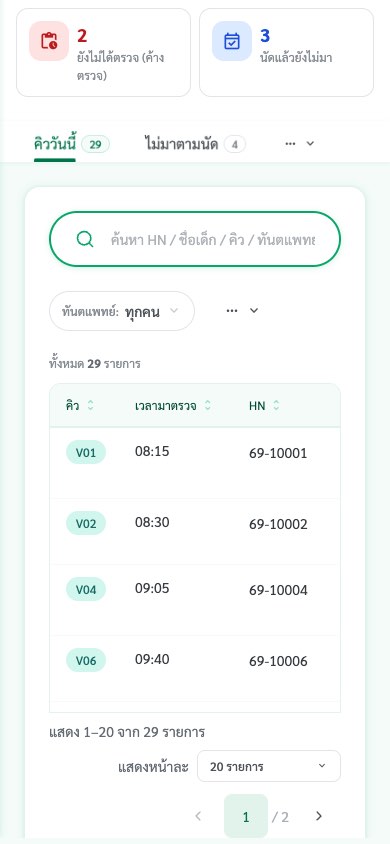 2
ยังไม่ได้ตรวจ (ค้าง
ตรวจ)
3
นัดแล้วยังไม่มา
คิววันนี้ 29 ไม่มาตามนัด 4 ...
ค้นหา HN / ชื่อเด็ก / คิว / ทันตแพทย
ทันตแพทย์: ทุกคน ...
ทั้งหมด 29 รายการ
คิว เวลามาตรวจ HN
V01 08:15 69-10001
V02 08:30 69-10002
V04 09:05 69-10004
V06 09:40 69-10006
แสดง 1–20 จาก 29 รายการ
แสดงหน้าละ 20 รายการ
1 / 2